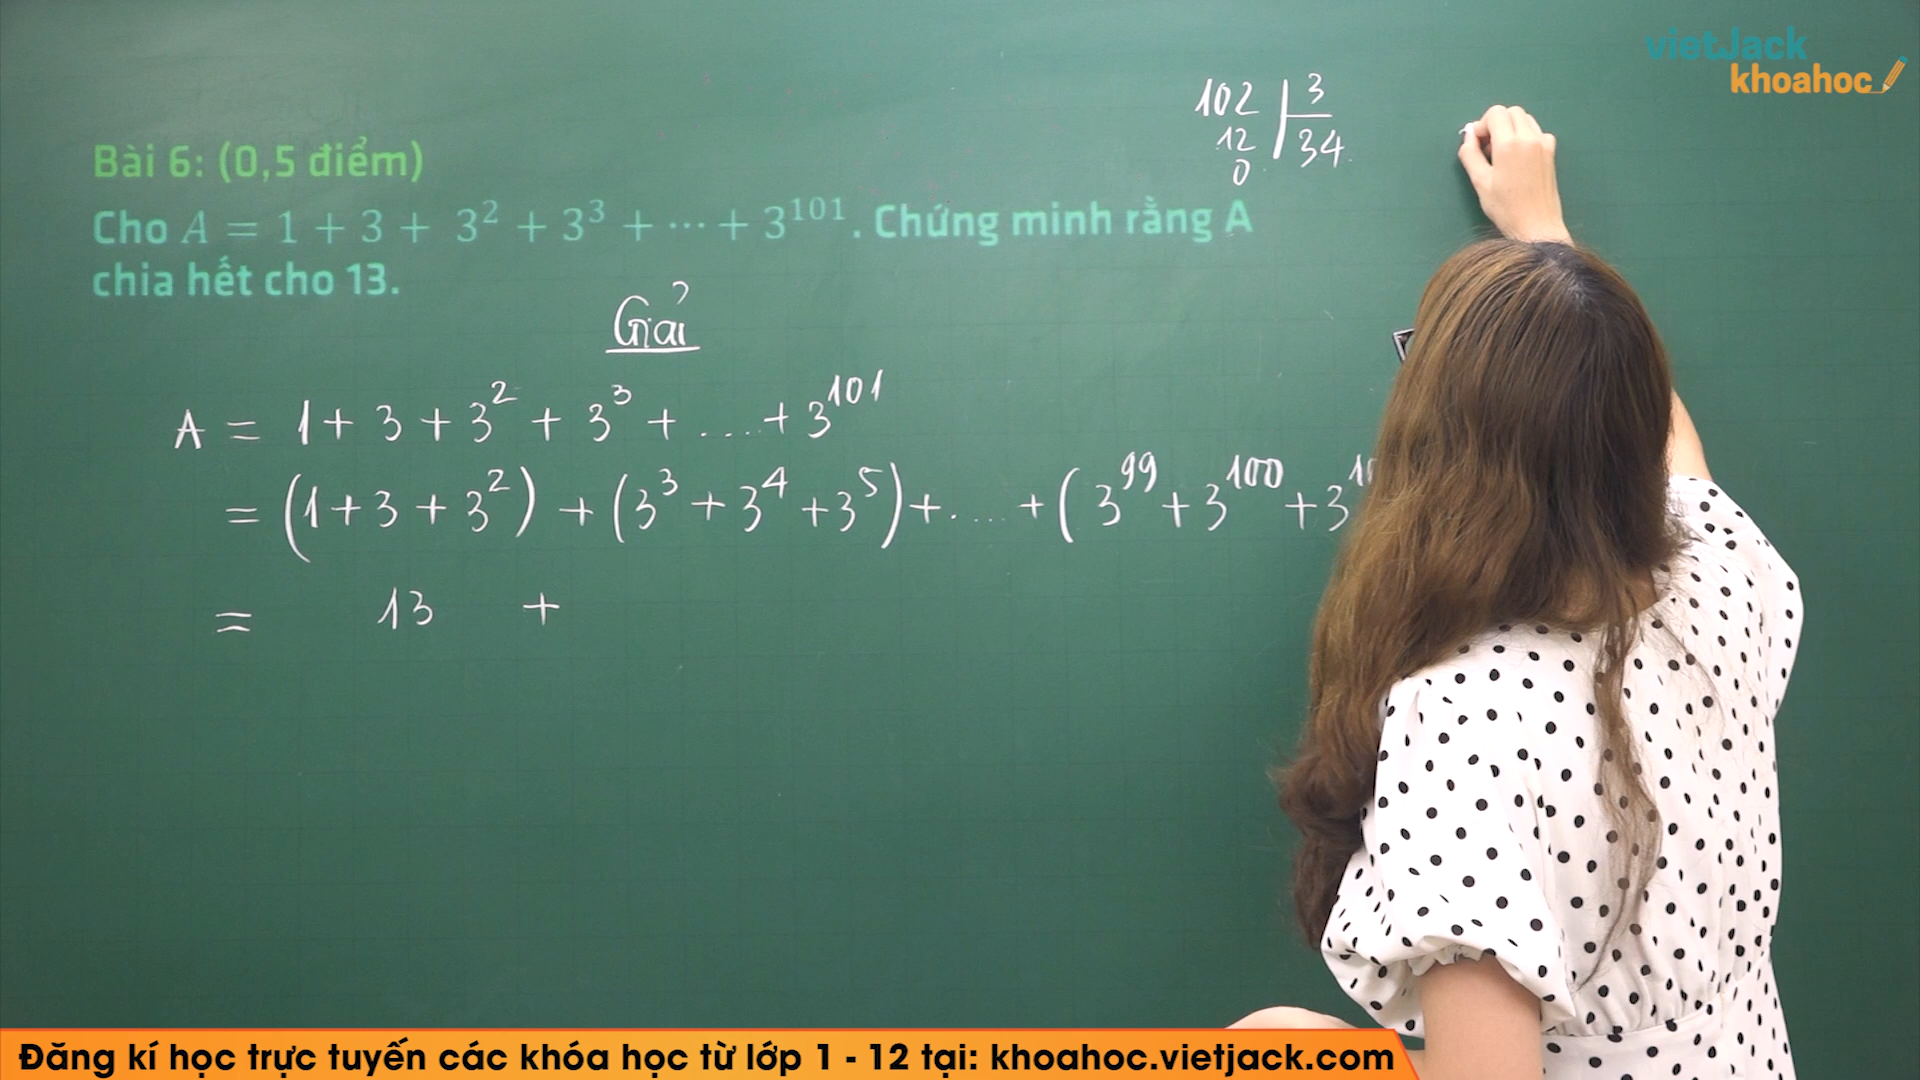 vietJack
khoahoc
102 | 3
12 34
0
Bài 6: (0,5 điểm)
Cho A = 1 + 3 + 3² + 3³ + ⋯ + 3¹⁰¹. Chứng minh rằng A
chia hết cho 13.
Giải
A = 1 + 3 + 3² + 3³ + .... + 3¹⁰¹
= (1 + 3 + 3²) + (3³ + 3⁴ + 3⁵) + .... + (3⁹⁹ + 3¹⁰⁰ + 3¹⁰
= 13 +
Đăng kí học trực tuyến các khóa học từ lớp 1 - 12 tại: khoahoc.vietjack.com